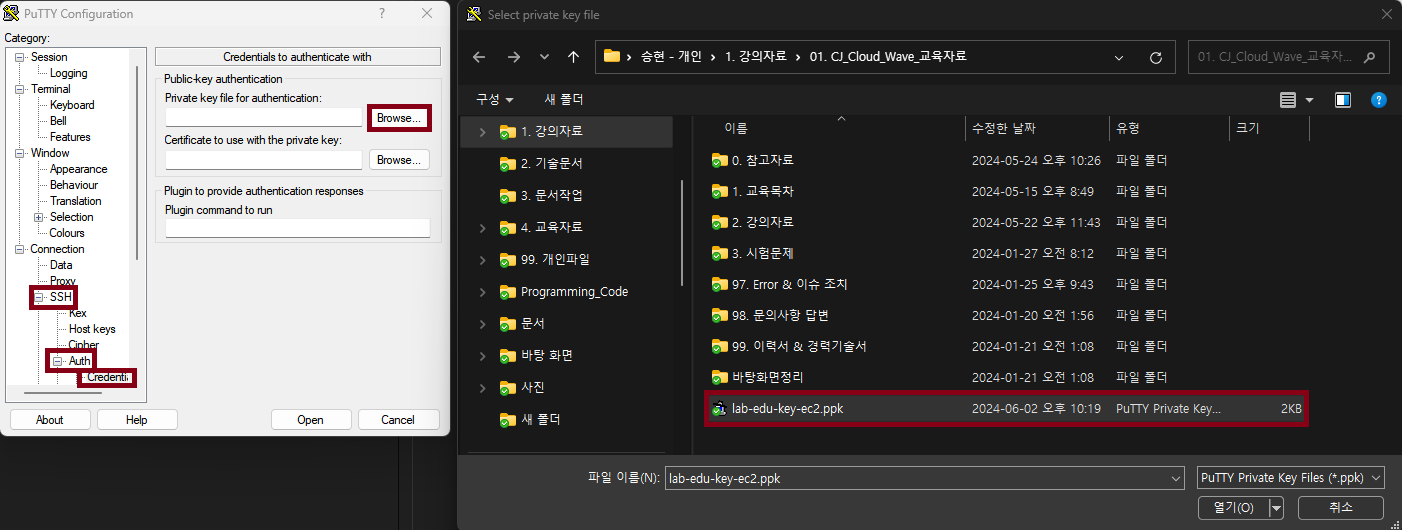 PuTTY Configuration
?
Category:
Session
Logging
Terminal
Keyboard
Bell
Features
Window
Appearance
Behaviour
Translation
Selection
Colours
Connection
Data
Proxy
SSH
Kex
Host keys
Cipher
Auth
Credentia
Credentials to authenticate with
Public-key authentication
Private key file for authentication:
Browse...
Certificate to use with the private key:
Browse...
Plugin to provide authentication responses
Plugin command to run
About
Help
Open
Cancel
Select private key file
승현 - 개인 > 1. 강의자료 > 01. CJ_Cloud_Wave_교육자료
01. CJ_Cloud_Wave_교육자...
구성
새 폴더
?
1. 강의자료
2. 기술문서
3. 문서작업
4. 교육자료
99. 개인파일
Programming_Code
문서
바탕 화면
사진
새 폴더
이름 수정한 날짜 유형 크기
0. 참고자료 2024-05-24 오후 10:26 파일 폴더
1. 교육목차 2024-05-15 오후 8:49 파일 폴더
2. 강의자료 2024-05-22 오후 11:43 파일 폴더
3. 시험문제 2024-01-27 오전 8:12 파일 폴더
97. Error & 이슈 조치 2024-01-25 오후 9:43 파일 폴더
98. 문의사항 답변 2024-01-20 오전 1:56 파일 폴더
99. 이력서 & 경력기술서 2024-01-21 오전 1:08 파일 폴더
바탕화면정리 2024-01-21 오전 1:08 파일 폴더
lab-edu-key-ec2.ppk 2024-06-02 오후 10:19 PuTTY Private Key... 2KB
파일 이름(N): lab-edu-key-ec2.ppk
PuTTY Private Key Files (*.ppk)
열기(O)
취소